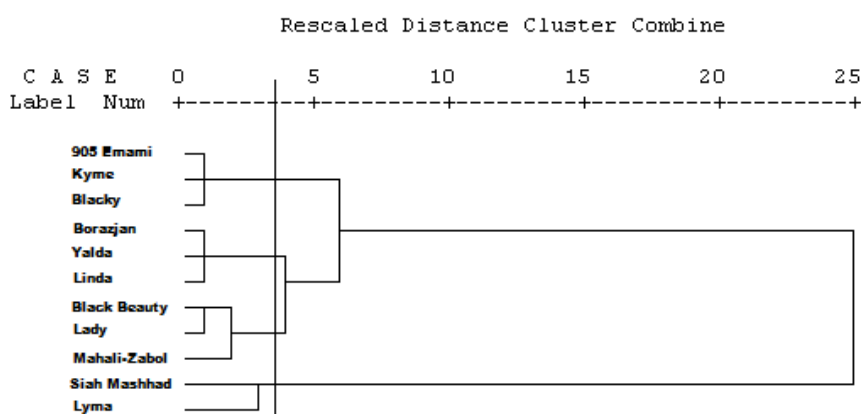 Rescaled Distance Cluster Combine
C A S E 0 5 10 15 20 25
Label Num +---------+---------+---------+---------+---------+
905 Emami
Kyme
Blacky
Borazjan
Yalda
Linda
Black Beauty
Lady
Mahali-Zabol
Siah Mashhad
Lyma